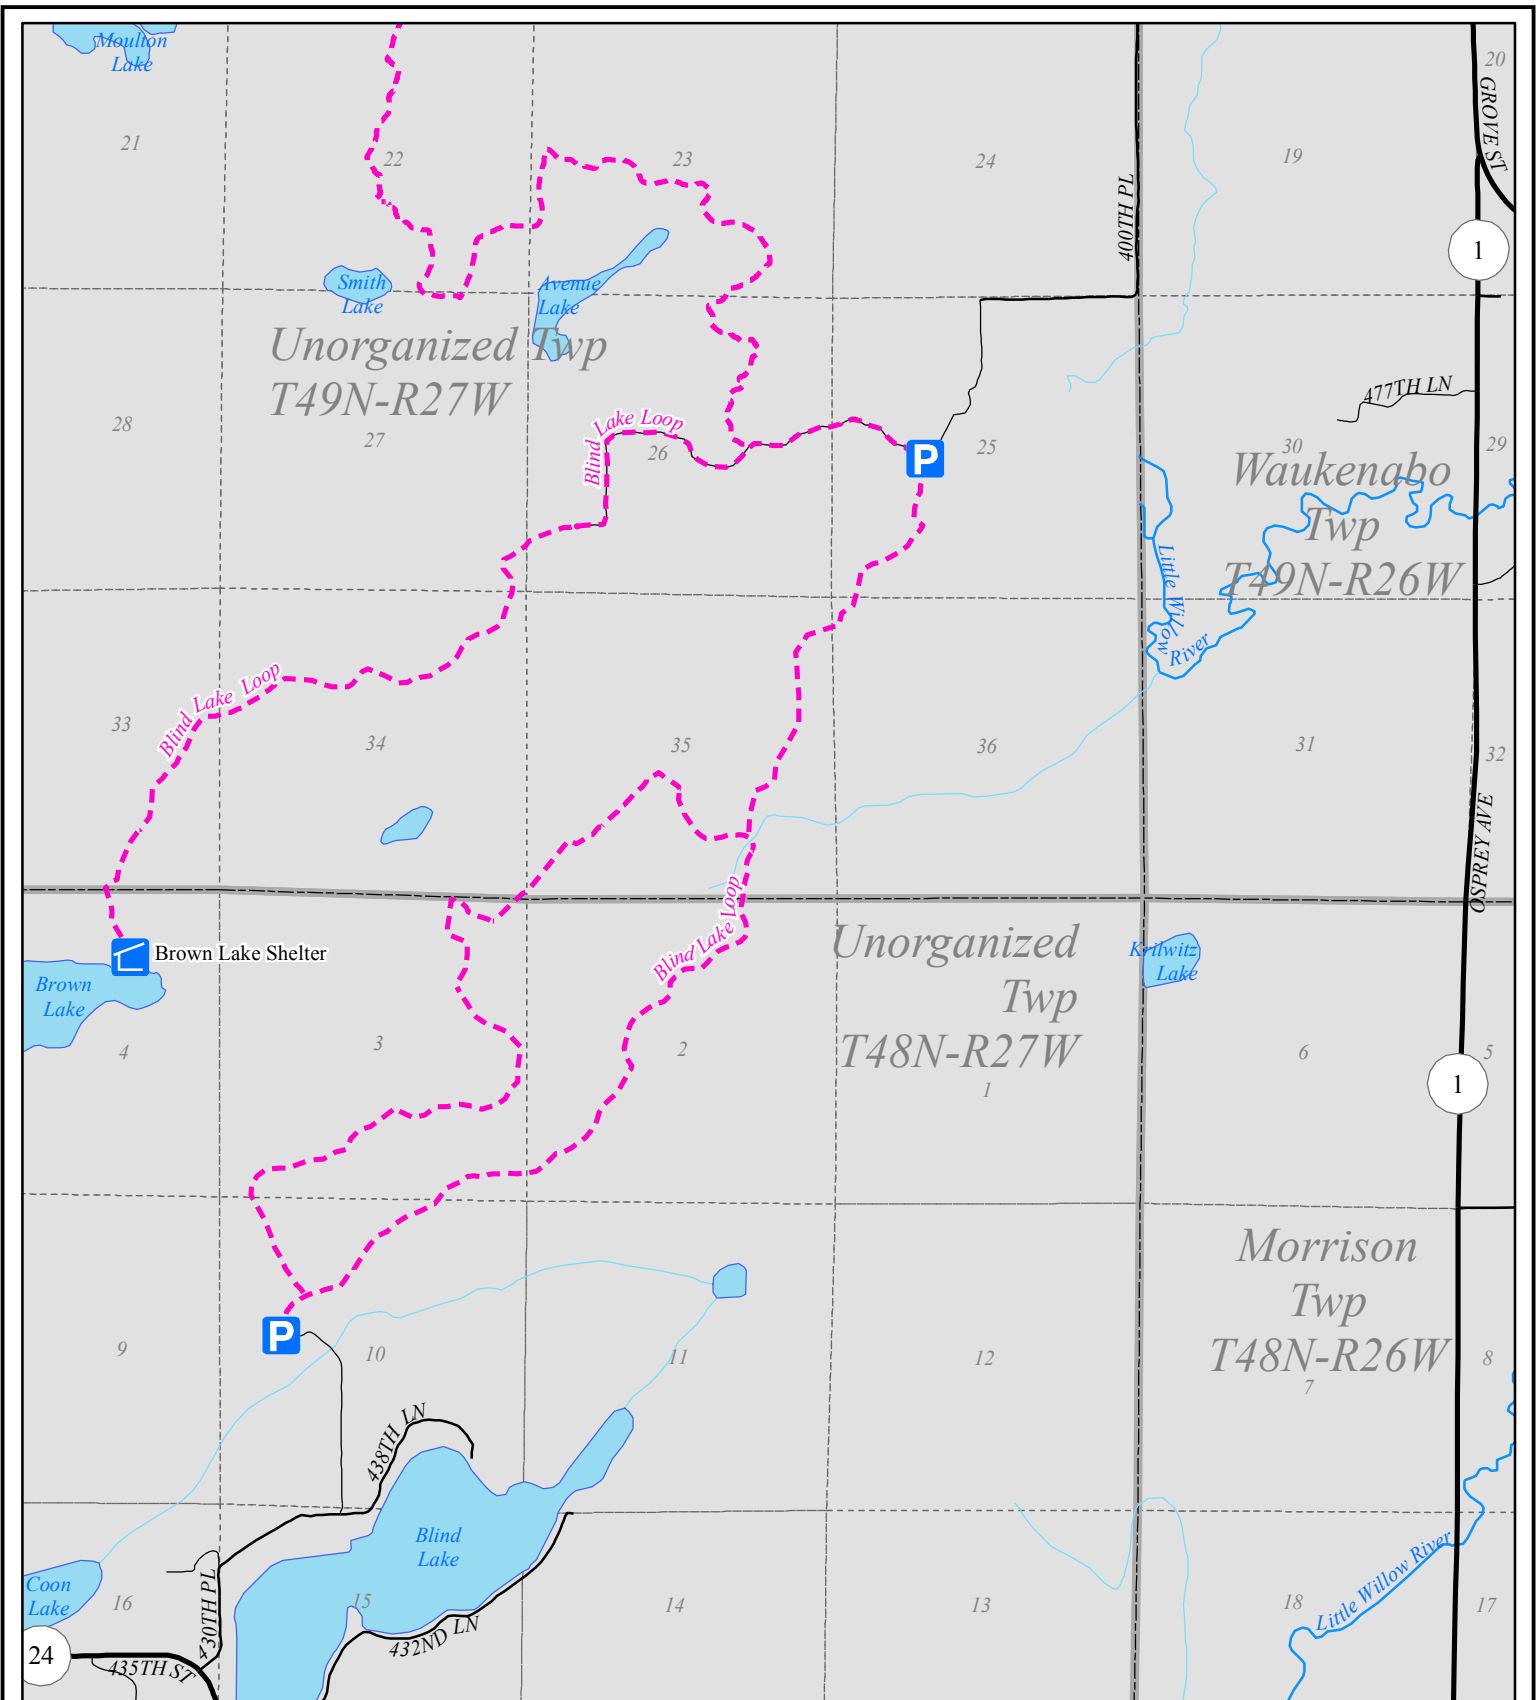 Moulton
Lake
20
GROVE ST
21
22
23
24
19
400TH PL
1
Smith
Lake
Avenue
Lake
Unorganized Twp
T49N-R27W
477TH LN
28
27
Blind Lake Loop
26
P
25
30
29
Waukenabo
Twp
T49N-R26W
Little Willow River
Blind Lake Loop
33
34
35
36
31
32
OSPREY AVE
Blind Lake Loop
Brown Lake Shelter
Brown
Lake
Unorganized
Twp
T48N-R27W
Krilwitz
Lake
4
3
2
1
6
5
1
Morrison
Twp
T48N-R26W
P
9
10
11
12
7
8
438TH LN
Blind
Lake
Little Willow River
Coon
Lake
16
430TH PL
15
14
13
18
17
432ND LN
24
435TH ST